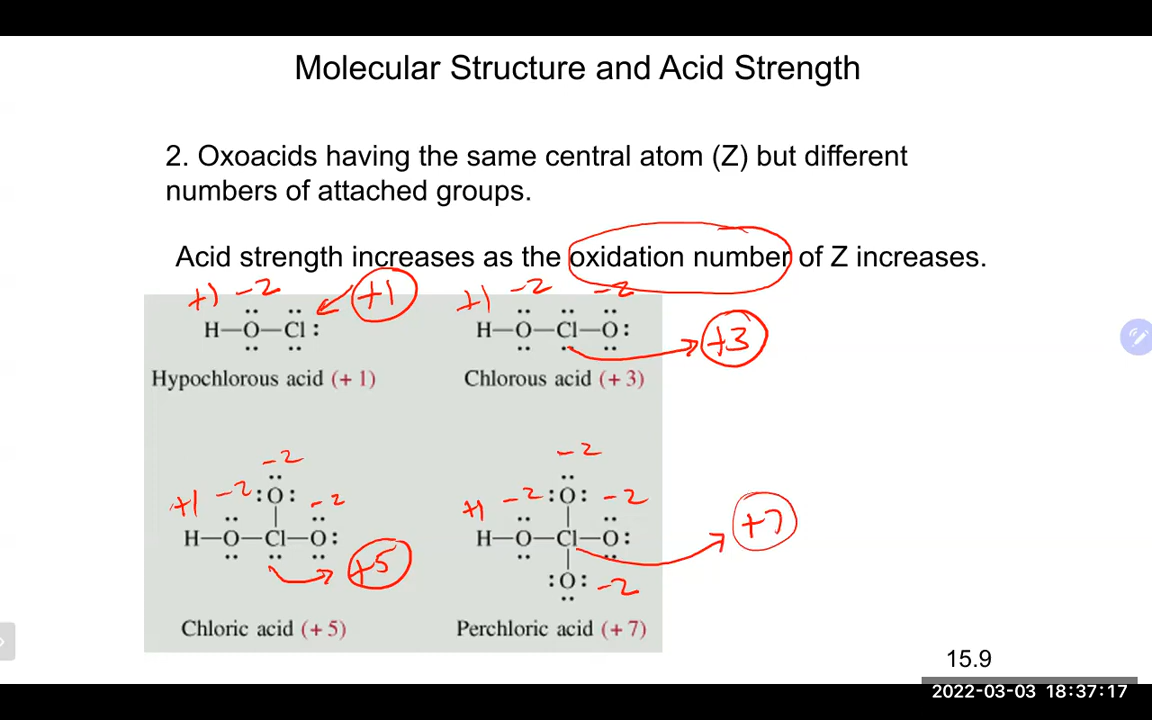 Molecular Structure and Acid Strength
2. Oxoacids having the same central atom (Z) but different
numbers of attached groups.
Acid strength increases as the oxidation number of Z increases.
+1 -2 +1 +1 -2 -2
H—O—Cl: H—O—Cl—O: +3
Hypochlorous acid (+ 1) Chlorous acid (+ 3)
-2 -2
+1 -2 :O: -2 +1 -2 :O: -2 +7
H—O—Cl—O: H—O—Cl—O:
+5 :O: -2
Chloric acid (+ 5) Perchloric acid (+ 7)
15.9
2022-03-03 18:37:17